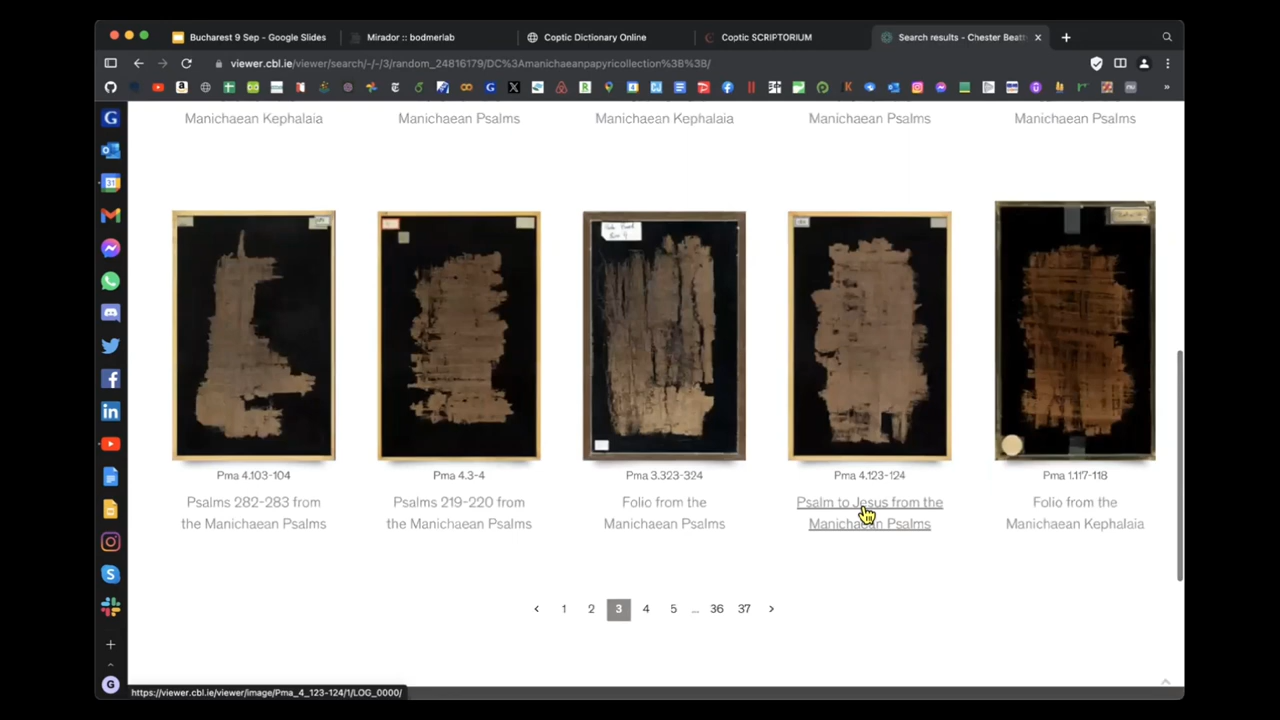 Bucharest 9 Sep - Google Slides
Mirador :: bodmerlab
Coptic Dictionary Online
Coptic SCRIPTORIUM
Search results - Chester Beatt
viewer.cbl.ie/viewer/search/-/-/3/random_24816179/DC%3Amanichaeanpapyricollection%3B%3B/
Manichaean Kephalaia
Manichaean Psalms
Manichaean Kephalaia
Manichaean Psalms
Manichaean Psalms
Pma 4.103-104
Psalms 282-283 from
the Manichaean Psalms
Pma 4.3-4
Psalms 219-220 from
the Manichaean Psalms
Pma 3.323-324
Folio from the
Manichaean Psalms
Pma 4.123-124
Psalm to Jesus from the
Manichaean Psalms
Pma 1.117-118
Folio from the
Manichaean Kephalaia
< 1 2 3 4 5 ... 36 37 >
https://viewer.cbl.ie/viewer/image/Pma_4_123-124/1/LOG_0000/